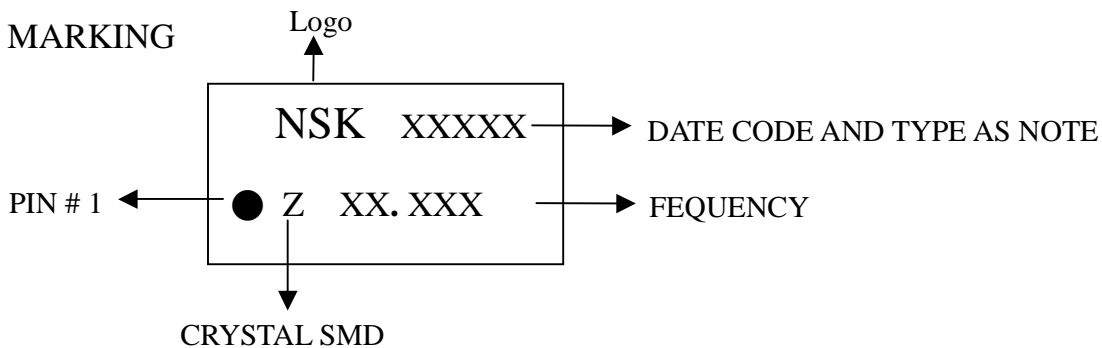 Logo
MARKING
NSK XXXXX
DATE CODE AND TYPE AS NOTE
PIN # 1
Z XX. XXX
FEQUENCY
CRYSTAL SMD